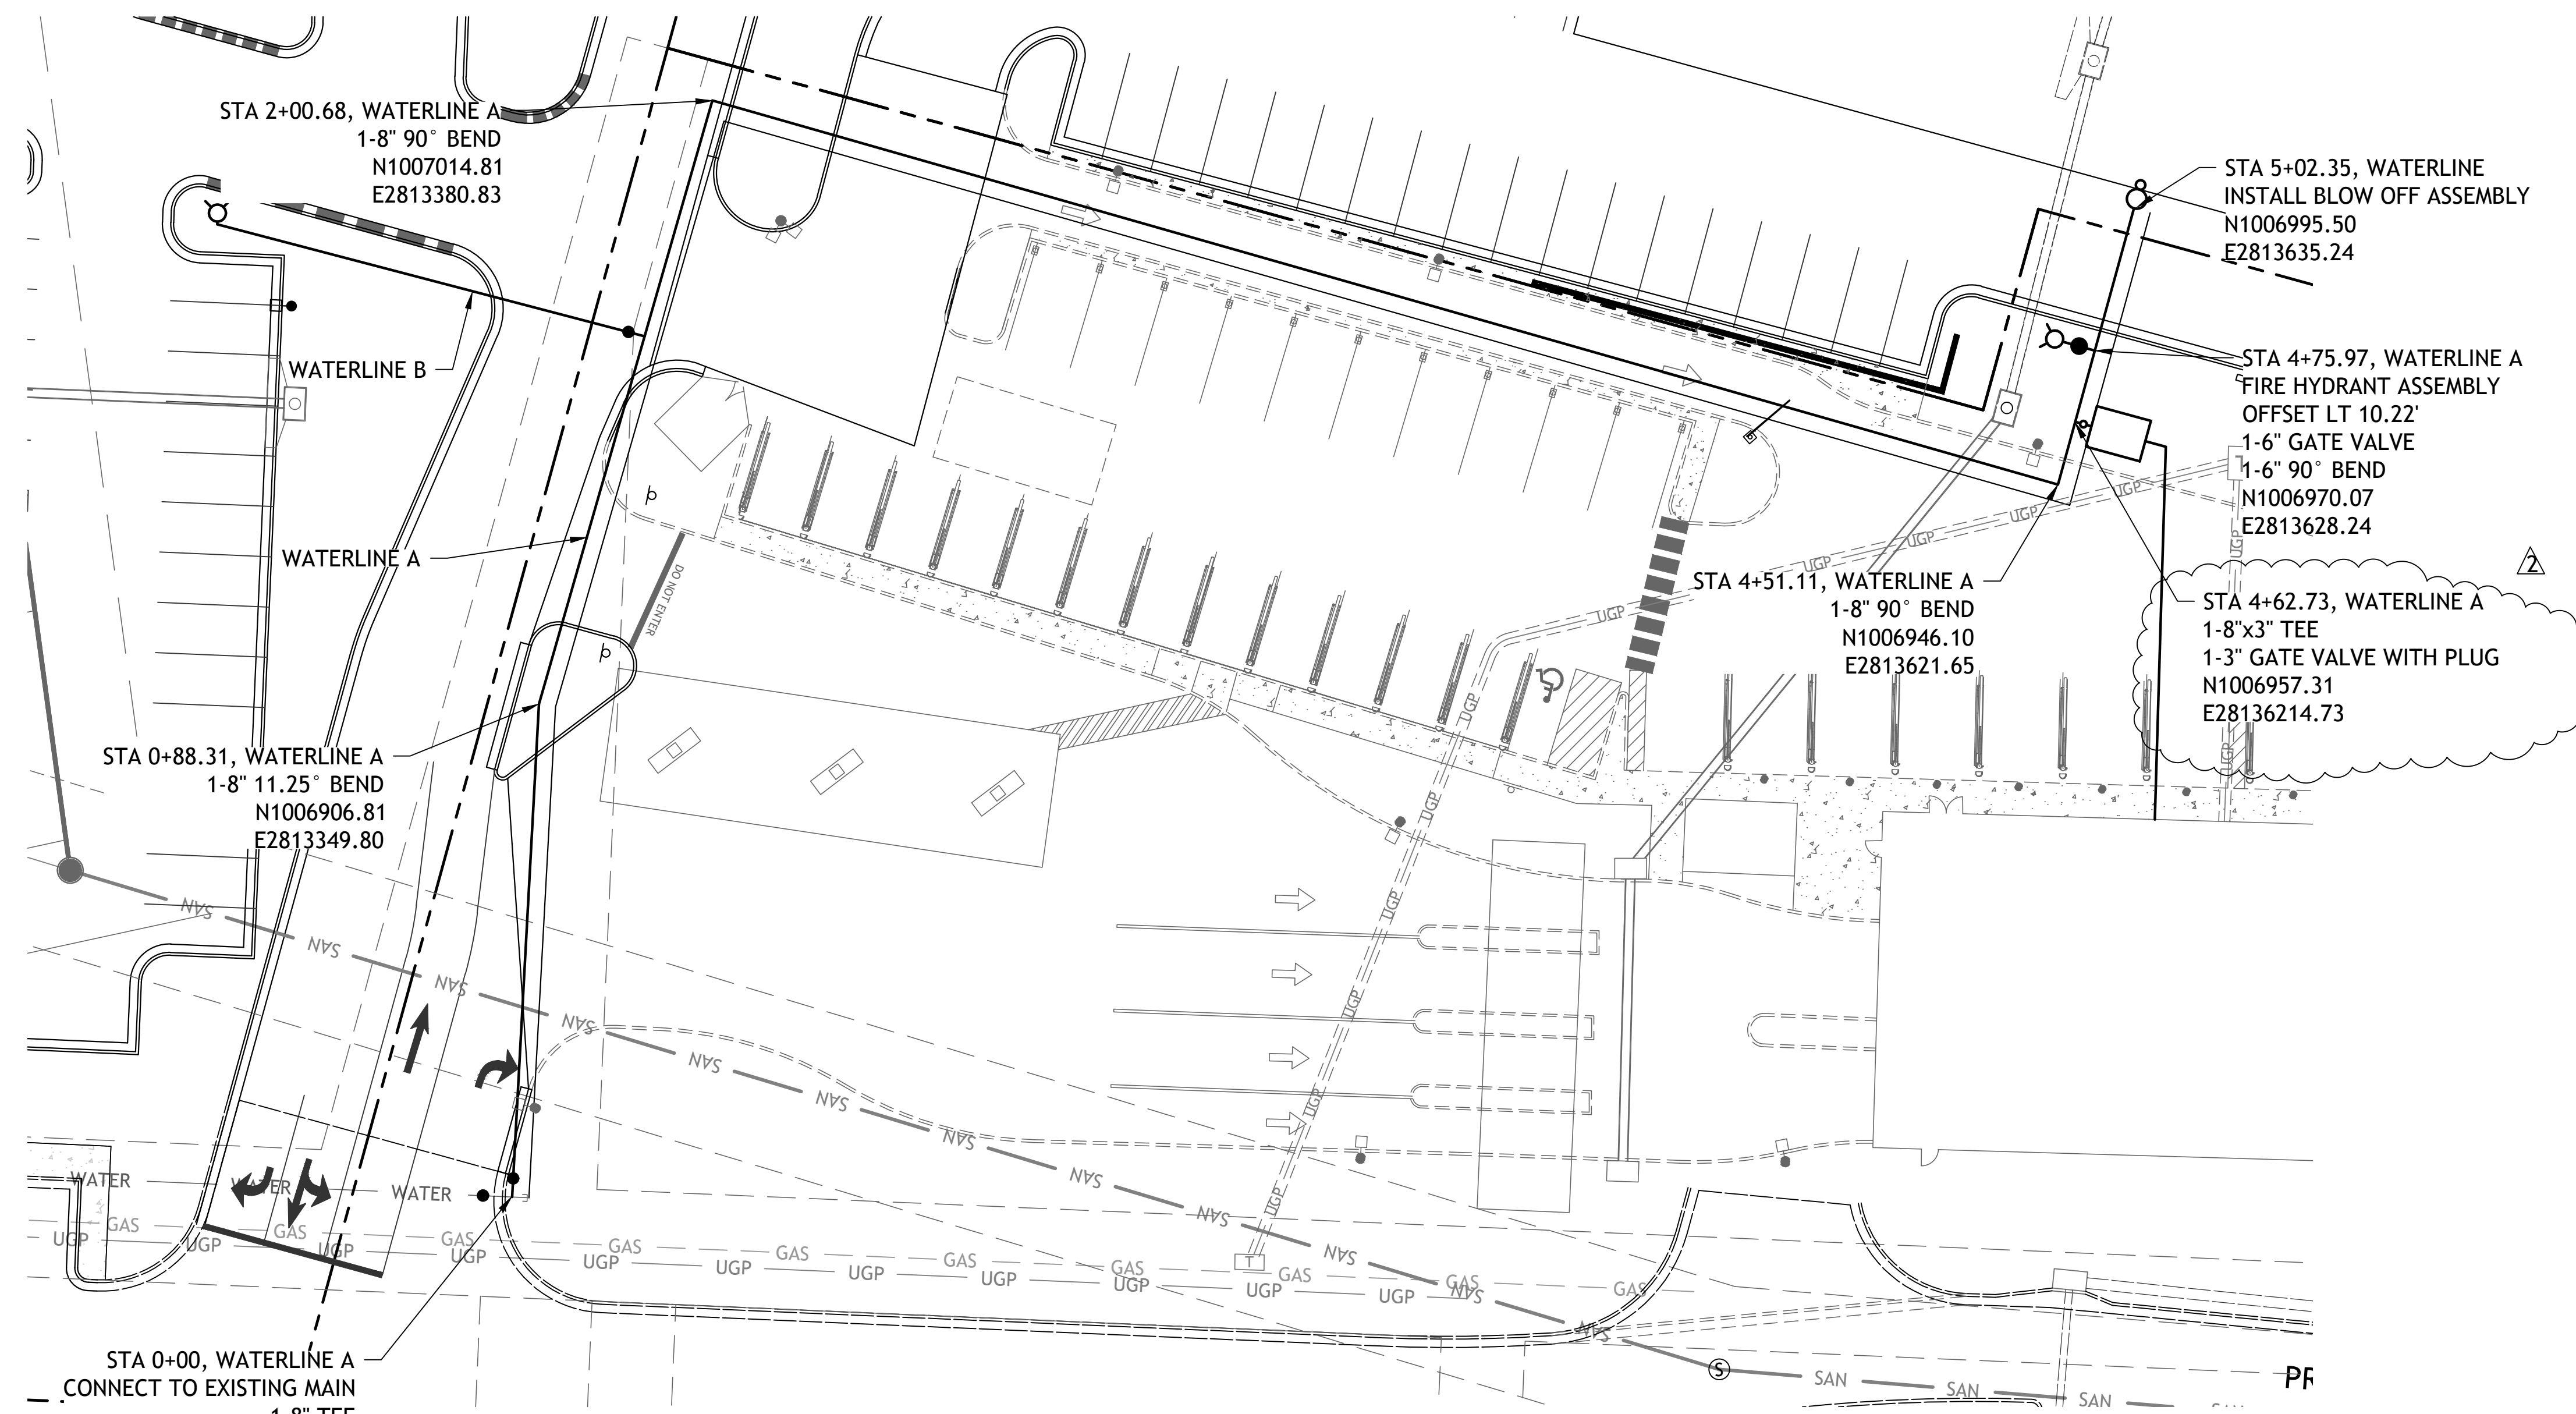 STA 2+00.68, WATERLINE A
1-8" 90° BEND
N1007014.81
E2813380.83
STA 5+02.35, WATERLINE
INSTALL BLOW OFF ASSEMBLY
N1006995.50
E2813635.24
WATERLINE B
STA 4+75.97, WATERLINE A
FIRE HYDRANT ASSEMBLY
OFFSET LT 10.22'
1-6" GATE VALVE
1-6" 90° BEND
N1006970.07
E2813628.24
WATERLINE A
DO NOT ENTER
UGP
UGP
UGP
UGP
UGP
UGP
STA 4+51.11, WATERLINE A
1-8" 90° BEND
N1006946.10
E2813621.65
2
STA 4+62.73, WATERLINE A
1-8"x3" TEE
1-3" GATE VALVE WITH PLUG
N1006957.31
E28136214.73
UGP
UGP
UGP
UGP
UGP
UGP
UGP
STA 0+88.31, WATERLINE A
1-8" 11.25° BEND
N1006906.81
E2813349.80
SAN
SAN
SAN
SAN
SAN
SAN
SAN
SAN
SAN
SAN
SAN
SAN
WATER
WATER
WATER
GAS
GAS
GAS
GAS
GAS
GAS
GAS
GAS
GAS
GAS
UGP
UGP
UGP
UGP
UGP
UGP
UGP
UGP
UGP
UGP
UGP
T
S
SAN
SAN
SAN
STA 0+00, WATERLINE A
CONNECT TO EXISTING MAIN
1-8" TEE
PR